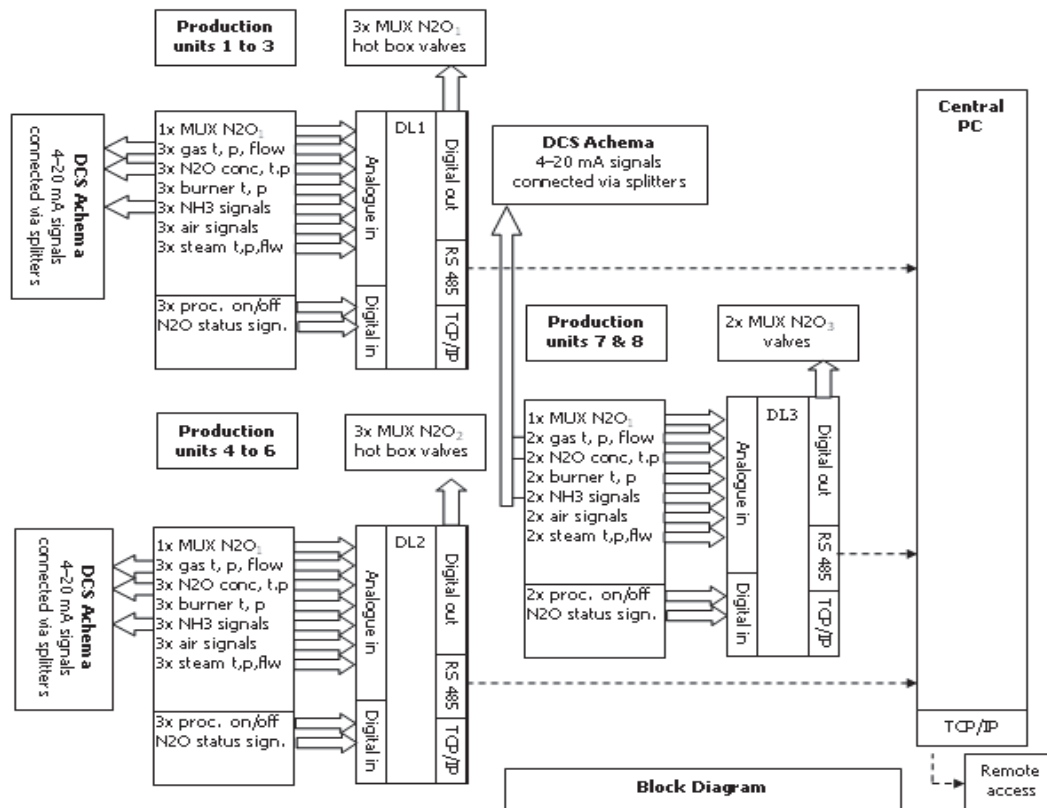 Production
units 1 to 3
3x MUX N2O₁
hot box valves
DCS Achema
4–20 mA signals
connected via splitters
1x MUX N2O₁
3x gas t, p, flow
3x N2O conc, t.p
3x burner t, p
3x NH3 signals
3x air signals
3x steam t,p,flw
3x proc. on/off
N2O status sign.
Analogue in
Digital in
DL1
Digital out
RS 485
TCP/IP
DCS Achema
4–20 mA signals
connected via splitters
Central
PC
Production
units 4 to 6
3x MUX N2O₂
hot box valves
DCS Achema
4–20 mA signals
connected via splitters
1x MUX N2O₁
3x gas t, p, flow
3x N2O conc, t.p
3x burner t, p
3x NH3 signals
3x air signals
3x steam t,p,flw
3x proc. on/off
N2O status sign.
Analogue in
Digital in
DL2
Digital out
RS 485
TCP/IP
Production
units 7 & 8
2x MUX N2O₃
valves
1x MUX N2O₁
2x gas t, p, flow
2x N2O conc, t.p
2x burner t, p
2x NH3 signals
2x air signals
2x steam t,p,flw
2x proc. on/off
N2O status sign.
Analogue in
Digital in
DL3
Digital out
RS 485
TCP/IP
TCP/IP
Remote
access
Block Diagram